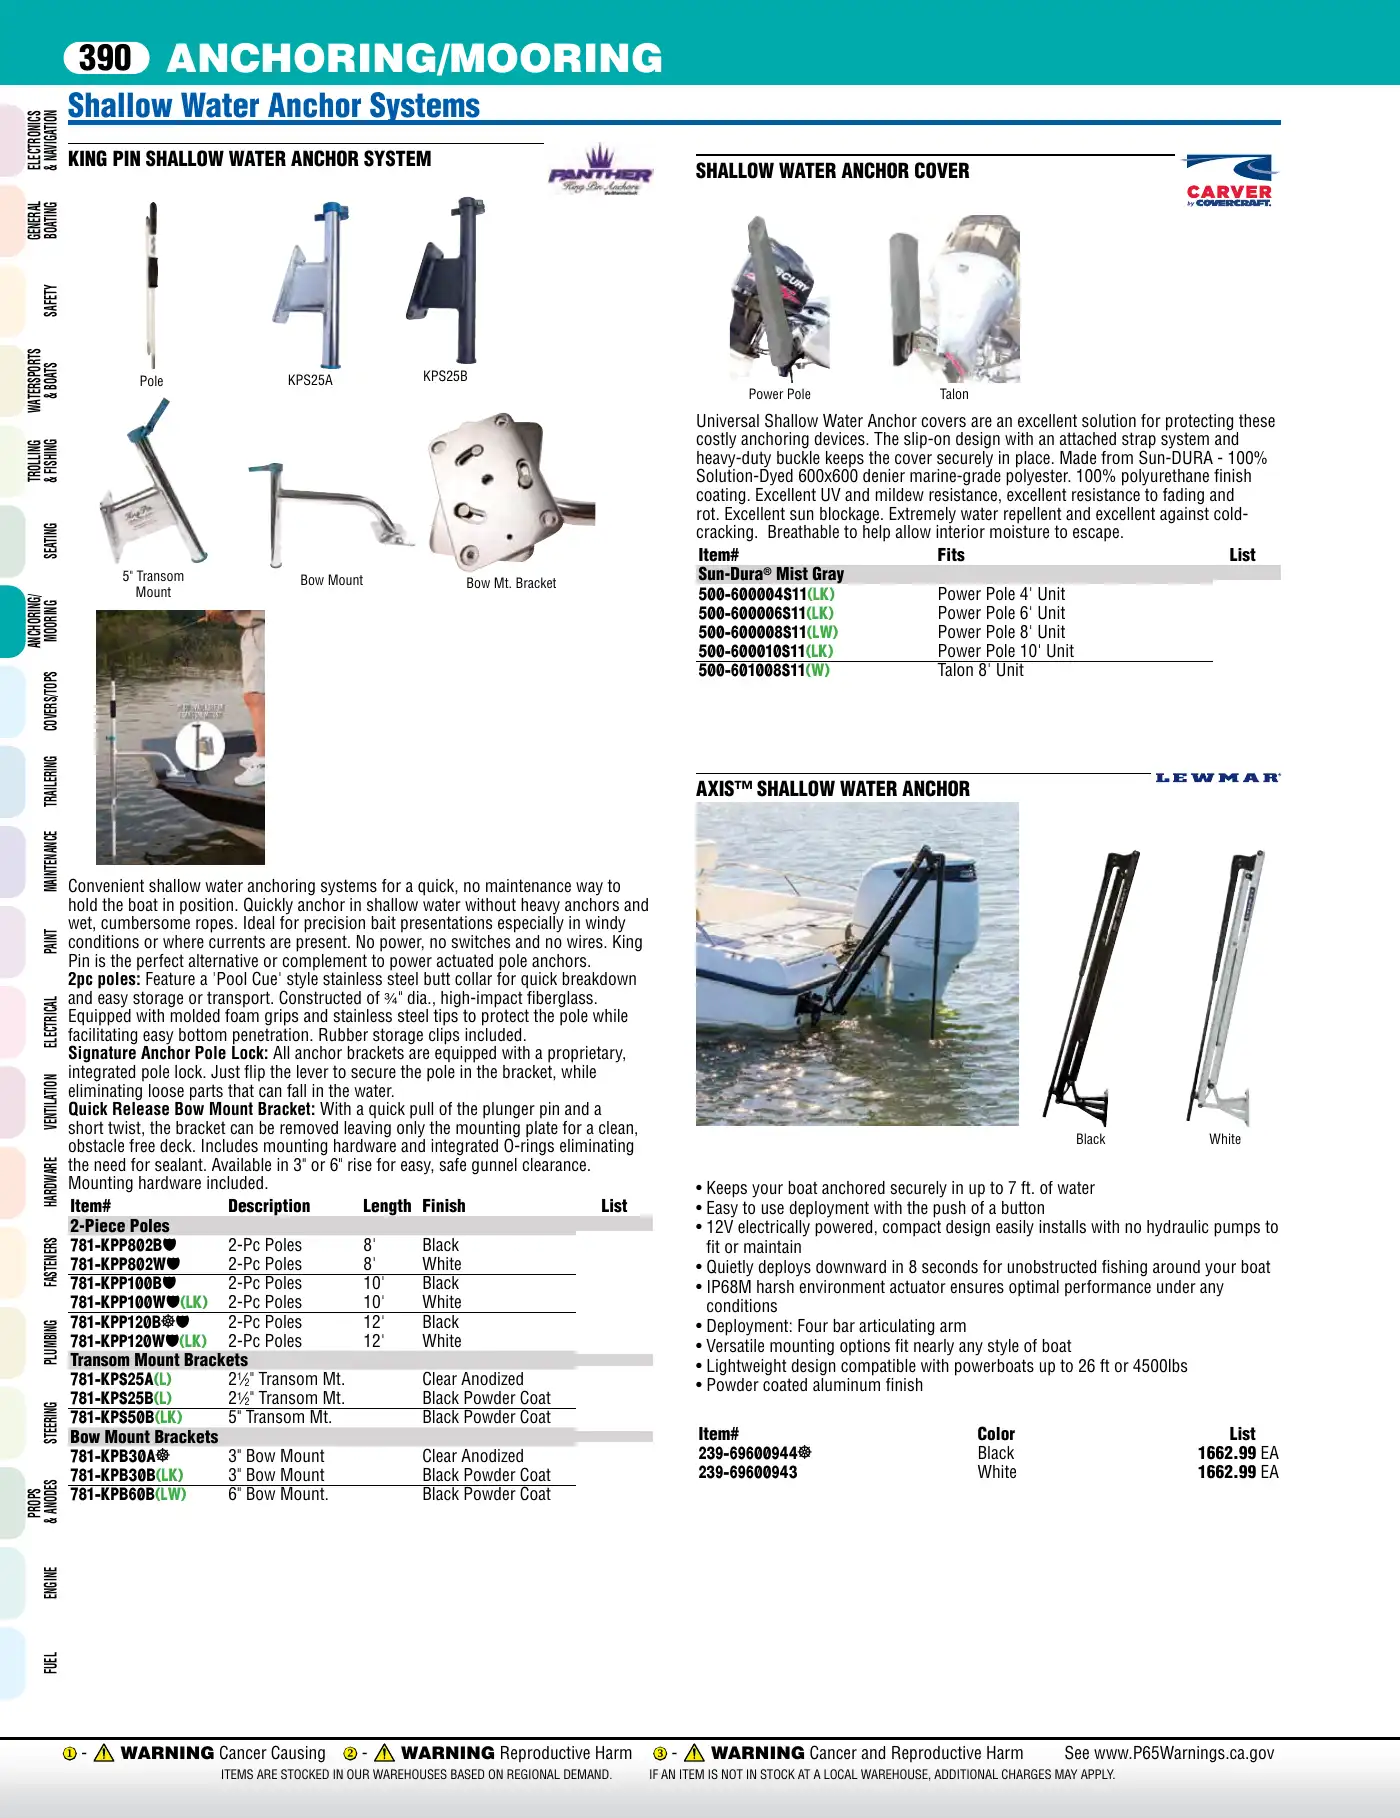 390 ANCHORING/MOORING
Shallow Water Anchor Systems
ELECTRONICS
& NAVIGATION
GENERAL
BOATING
SAFETY
WATERSPORTS
& BOATS
TROLLING
& FISHING
SEATING
ANCHORING/
MOORING
COVERS/TOPS
TRAILERING
MAINTENANCE
PAINT
ELECTRICAL
VENTILATION
HARDWARE
FASTENERS
PLUMBING
STEERING
PROPS
& ANODES
ENGINE
FUEL
KING PIN SHALLOW WATER ANCHOR SYSTEM
PANTHER
King Pin Anchors
Pole
KPS25A
KPS25B
5" Transom
Mount
Bow Mount
Bow Mt. Bracket
Convenient shallow water anchoring systems for a quick, no maintenance way to
hold the boat in position. Quickly anchor in shallow water without heavy anchors and
wet, cumbersome ropes. Ideal for precision bait presentations especially in windy
conditions or where currents are present. No power, no switches and no wires. King
Pin is the perfect alternative or complement to power actuated pole anchors.
2pc poles: Feature a 'Pool Cue' style stainless steel butt collar for quick breakdown
and easy storage or transport. Constructed of ¾" dia., high-impact fiberglass.
Equipped with molded foam grips and stainless steel tips to protect the pole while
facilitating easy bottom penetration. Rubber storage clips included.
Signature Anchor Pole Lock: All anchor brackets are equipped with a proprietary,
integrated pole lock. Just flip the lever to secure the pole in the bracket, while
eliminating loose parts that can fall in the water.
Quick Release Bow Mount Bracket: With a quick pull of the plunger pin and a
short twist, the bracket can be removed leaving only the mounting plate for a clean,
obstacle free deck. Includes mounting hardware and integrated O-rings eliminating
the need for sealant. Available in 3" or 6" rise for easy, safe gunnel clearance.
Mounting hardware included.
Item# Description Length Finish List
2-Piece Poles
781-KPP802B 2-Pc Poles 8' Black
781-KPP802W 2-Pc Poles 8' White
781-KPP100B 2-Pc Poles 10' Black
781-KPP100W(LK) 2-Pc Poles 10' White
781-KPP120B 2-Pc Poles 12' Black
781-KPP120W(LK) 2-Pc Poles 12' White
Transom Mount Brackets
781-KPS25A(L) 2½" Transom Mt. Clear Anodized
781-KPS25B(L) 2½" Transom Mt. Black Powder Coat
781-KPS50B(LK) 5" Transom Mt. Black Powder Coat
Bow Mount Brackets
781-KPB30A 3" Bow Mount Clear Anodized
781-KPB30B(LK) 3" Bow Mount Black Powder Coat
781-KPB60B(LW) 6" Bow Mount. Black Powder Coat
SHALLOW WATER ANCHOR COVER
CARVER
by COVERCRAFT.
Power Pole
Talon
Universal Shallow Water Anchor covers are an excellent solution for protecting these
costly anchoring devices. The slip-on design with an attached strap system and
heavy-duty buckle keeps the cover securely in place. Made from Sun-DURA - 100%
Solution-Dyed 600x600 denier marine-grade polyester. 100% polyurethane finish
coating. Excellent UV and mildew resistance, excellent resistance to fading and
rot. Excellent sun blockage. Extremely water repellent and excellent against cold-
cracking. Breathable to help allow interior moisture to escape.
Item# Fits List
Sun-Dura® Mist Gray
500-600004S11(LK) Power Pole 4' Unit
500-600006S11(LK) Power Pole 6' Unit
500-600008S11(LW) Power Pole 8' Unit
500-600010S11(LK) Power Pole 10' Unit
500-601008S11(W) Talon 8' Unit
AXIS™ SHALLOW WATER ANCHOR
LEWMAR
Black
White
• Keeps your boat anchored securely in up to 7 ft. of water
• Easy to use deployment with the push of a button
• 12V electrically powered, compact design easily installs with no hydraulic pumps to
fit or maintain
• Quietly deploys downward in 8 seconds for unobstructed fishing around your boat
• IP68M harsh environment actuator ensures optimal performance under any
conditions
• Deployment: Four bar articulating arm
• Versatile mounting options fit nearly any style of boat
• Lightweight design compatible with powerboats up to 26 ft or 4500lbs
• Powder coated aluminum finish
Item# Color List
239-69600944 Black 1662.99 EA
239-69600943 White 1662.99 EA
1 - WARNING Cancer Causing 2 - WARNING Reproductive Harm 3 - WARNING Cancer and Reproductive Harm See www.P65Warnings.ca.gov
ITEMS ARE STOCKED IN OUR WAREHOUSES BASED ON REGIONAL DEMAND. IF AN ITEM IS NOT IN STOCK AT A LOCAL WAREHOUSE, ADDITIONAL CHARGES MAY APPLY.